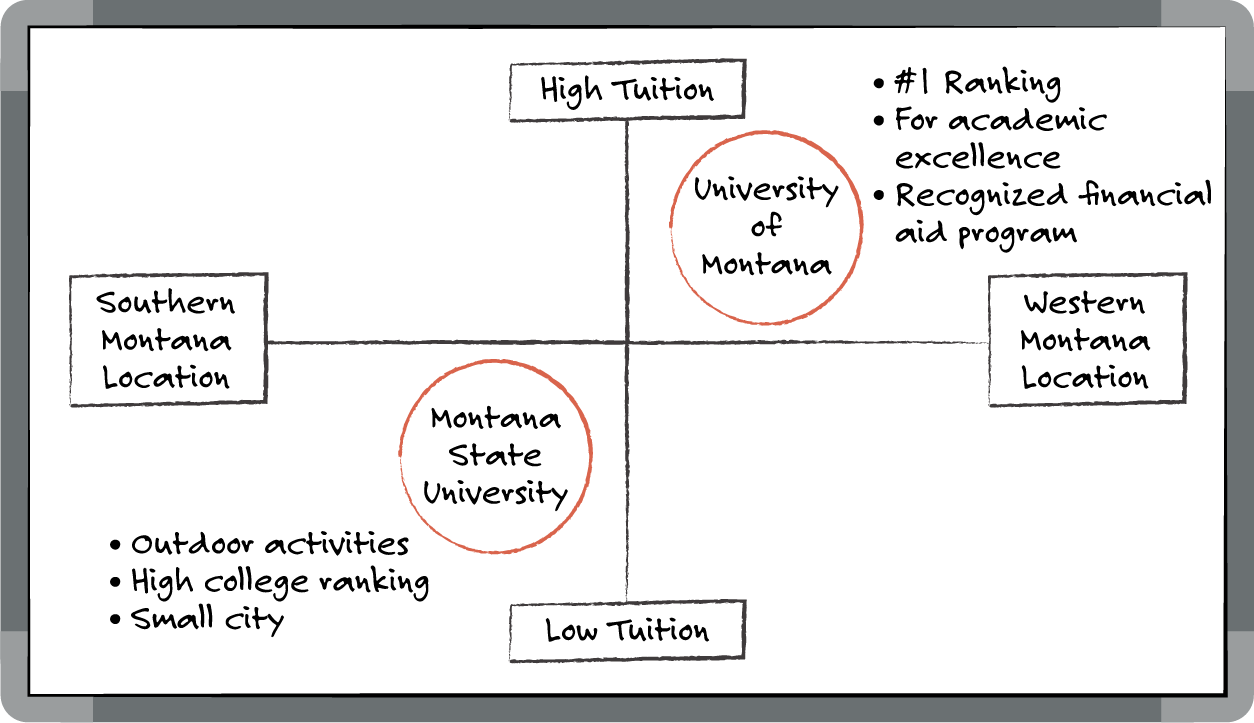 High Tuition
• #1 Ranking
• For academic
excellence
• Recognized financial
aid program
University
of
Montana
Southern
Montana
Location
Western
Montana
Location
Montana
State
University
• Outdoor activities
• High college ranking
• Small city
Low Tuition